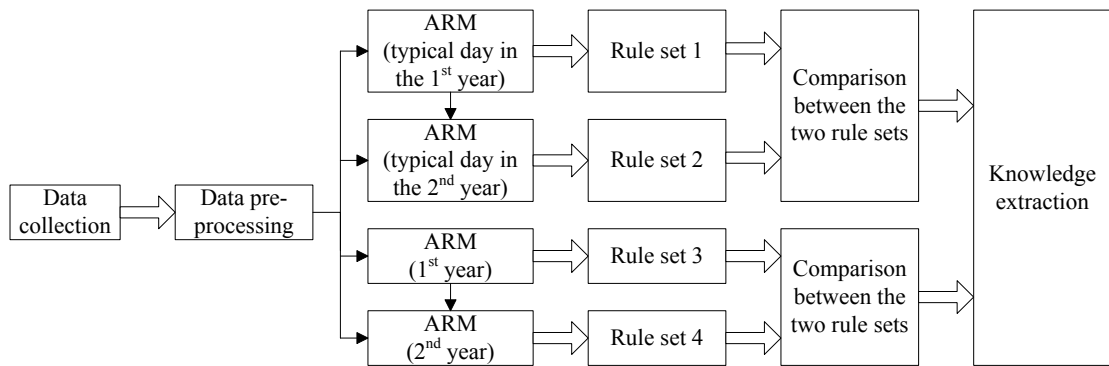 Data
collection
Data pre-
processing
ARM
(typical day in
the 1st year)
Rule set 1
ARM
(typical day in
the 2nd year)
Rule set 2
Comparison
between the
two rule sets
ARM
(1st year)
Rule set 3
ARM
(2nd year)
Rule set 4
Comparison
between the
two rule sets
Knowledge
extraction